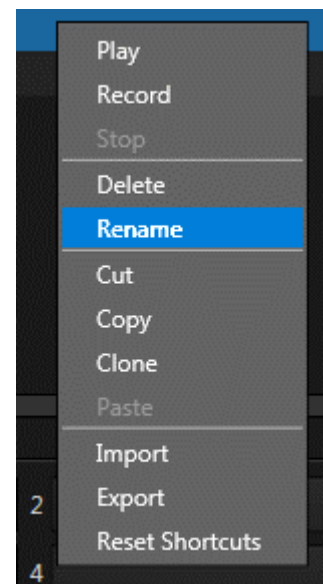 Play
Record
Stop
Delete
Rename
Cut
Copy
Clone
Paste
Import
2
Export
Reset Shortcuts
4